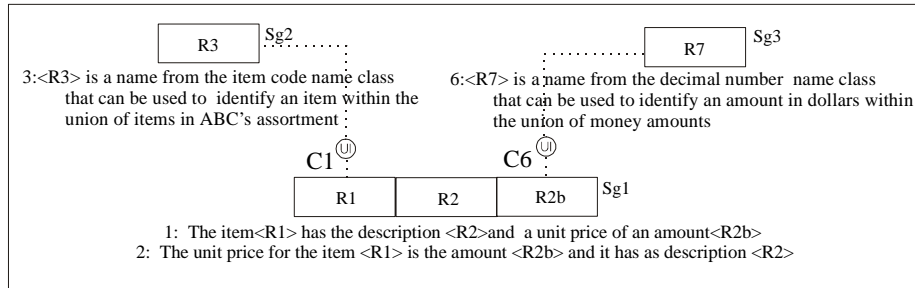 R3 Sg2
R7 Sg3
3:<R3> is a name from the item code name class
that can be used to identify an item within the
union of items in ABC's assortment
6:<R7> is a name from the decimal number name class
that can be used to identify an amount in dollars within
the union of money amounts
C1 UI
C6 UI
R1 R2 R2b Sg1
1: The item<R1> has the description <R2>and a unit price of an amount<R2b>
2: The unit price for the item <R1> is the amount <R2b> and it has as description <R2>